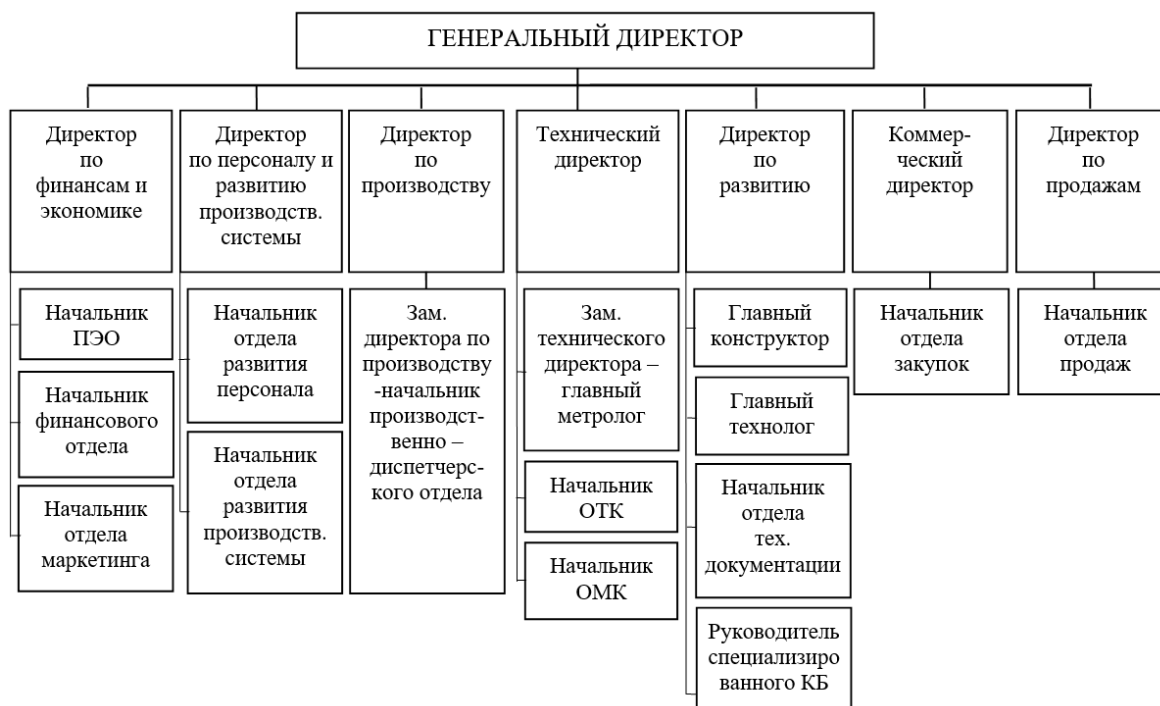 ГЕНЕРАЛЬНЫЙ ДИРЕКТОР
Директор
по
финансам и
экономике
Директор
по персоналу и
развитию
производств.
системы
Директор
по
производству
Технический
директор
Директор
по
развитию
Коммер-
ческий
директор
Директор
по
продажам
Начальник
ПЭО
Начальник
финансового
отдела
Начальник
отдела
маркетинга
Начальник
отдела
развития
персонала
Начальник
отдела
развития
производств.
системы
Зам.
директора по
производству
-начальник
производст-
венно –
диспетчерс-
кого отдела
Зам.
технического
директора –
главный
метролог
Начальник
ОТК
Начальник
ОМК
Главный
конструктор
Главный
технолог
Начальник
отдела
тех.
документации
Руководитель
специализиро
ванного КБ
Начальник
отдела
закупок
Начальник
отдела
продаж